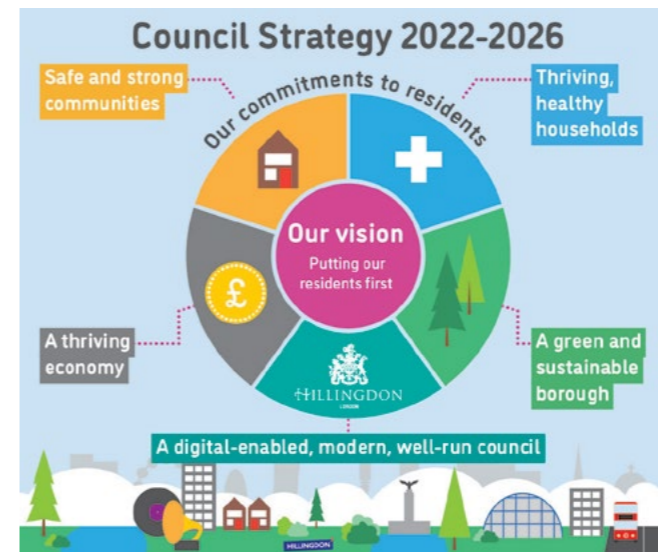 Council Strategy 2022-2026
Safe and strong
communities
Our commitments to residents
Thriving,
healthy
households
Our vision
Putting our
residents first
£
A thriving
economy
HILLINGDON
LONDON
A green and
sustainable
borough
A digital-enabled, modern, well-run council
HILLINGDON